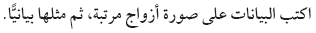 اكتب البيانات على صورة أزواج مرتبة، ثم مثلها بيانيًّا.